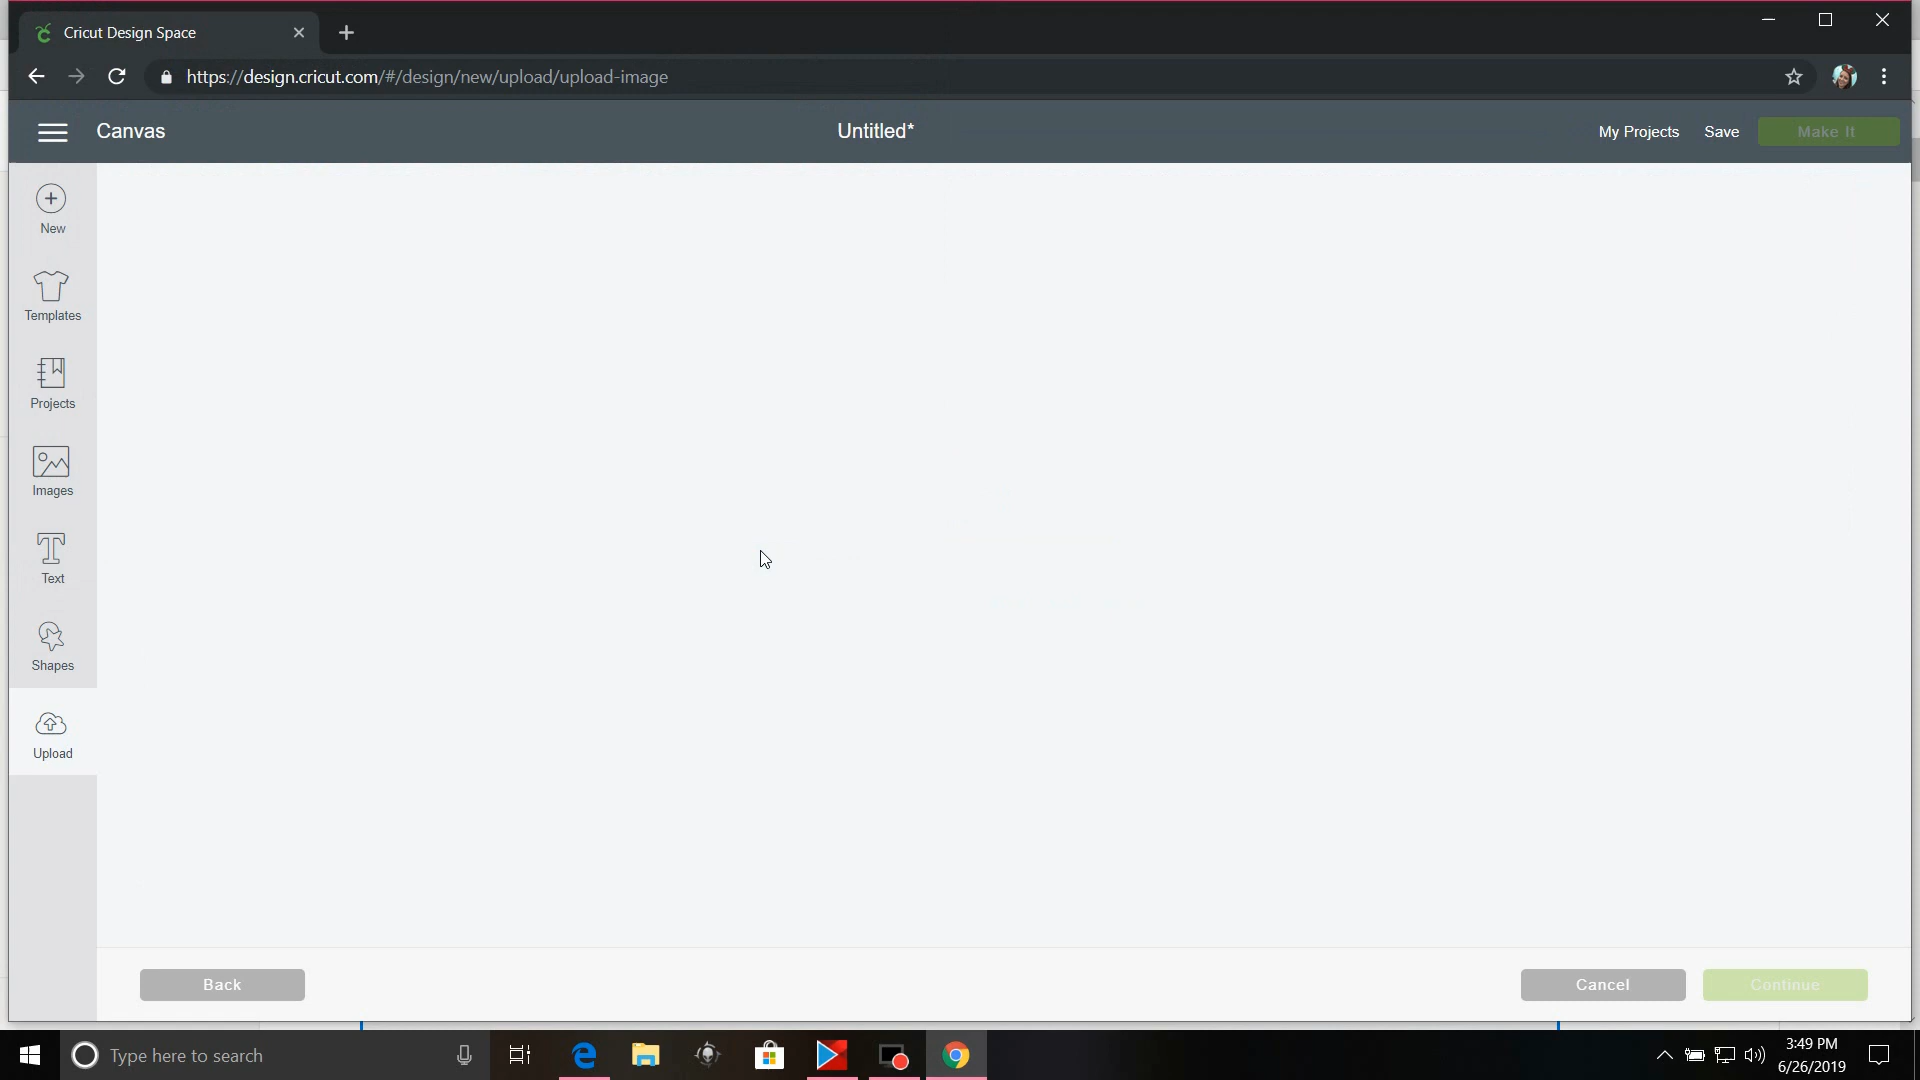 Cricut Design Space
https://design.cricut.com/#/design/new/upload/upload-image
Canvas
Untitled*
My Projects
Save
Make It
New
Templates
Projects
Images
Text
Shapes
Upload
Back
Cancel
Continue
Type here to search
3:49 PM
6/26/2019